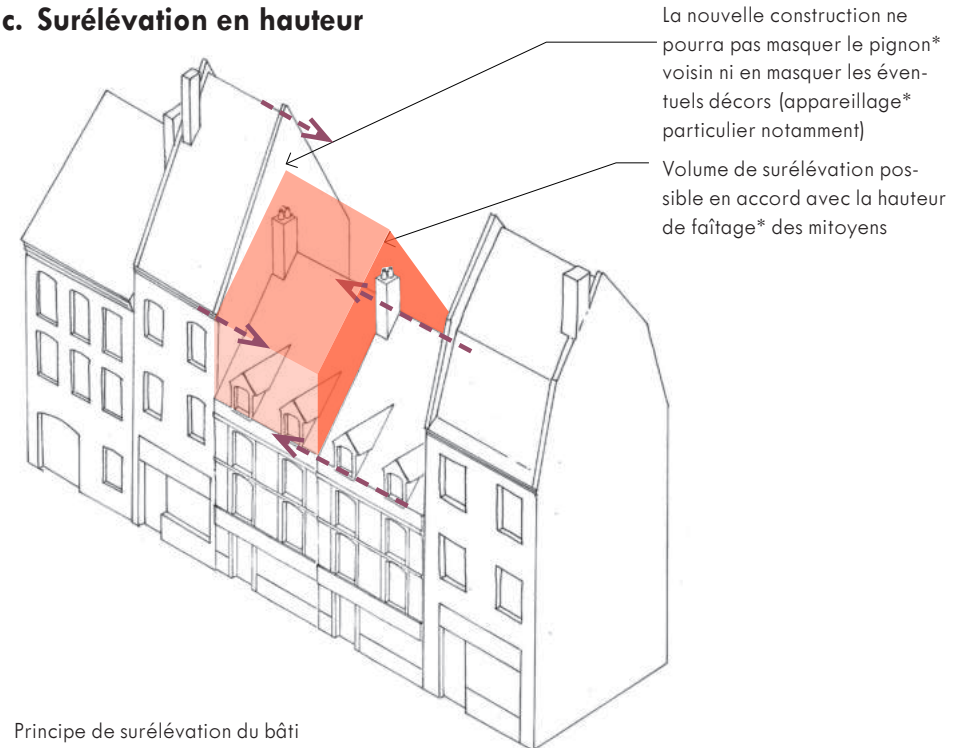 c. Surélévation en hauteur
La nouvelle construction ne
pourra pas masquer le pignon*
voisin ni en masquer les éven-
tuels décors (appareillage*
particulier notamment)
Volume de surélévation pos-
sible en accord avec la hauteur
de faîtage* des mitoyens
Principe de surélévation du bâti